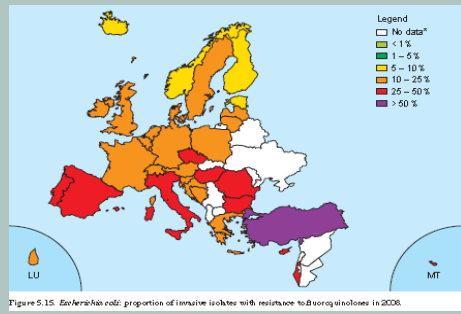 Legend
No data*
< 1 %
1 – 5 %
5 – 10 %
10 – 25 %
25 – 50 %
> 50 %
LU
MT
Figure 5.15. Escherichia coli: proportion of invasive isolates with resistance to fluoroquinolones in 2008.